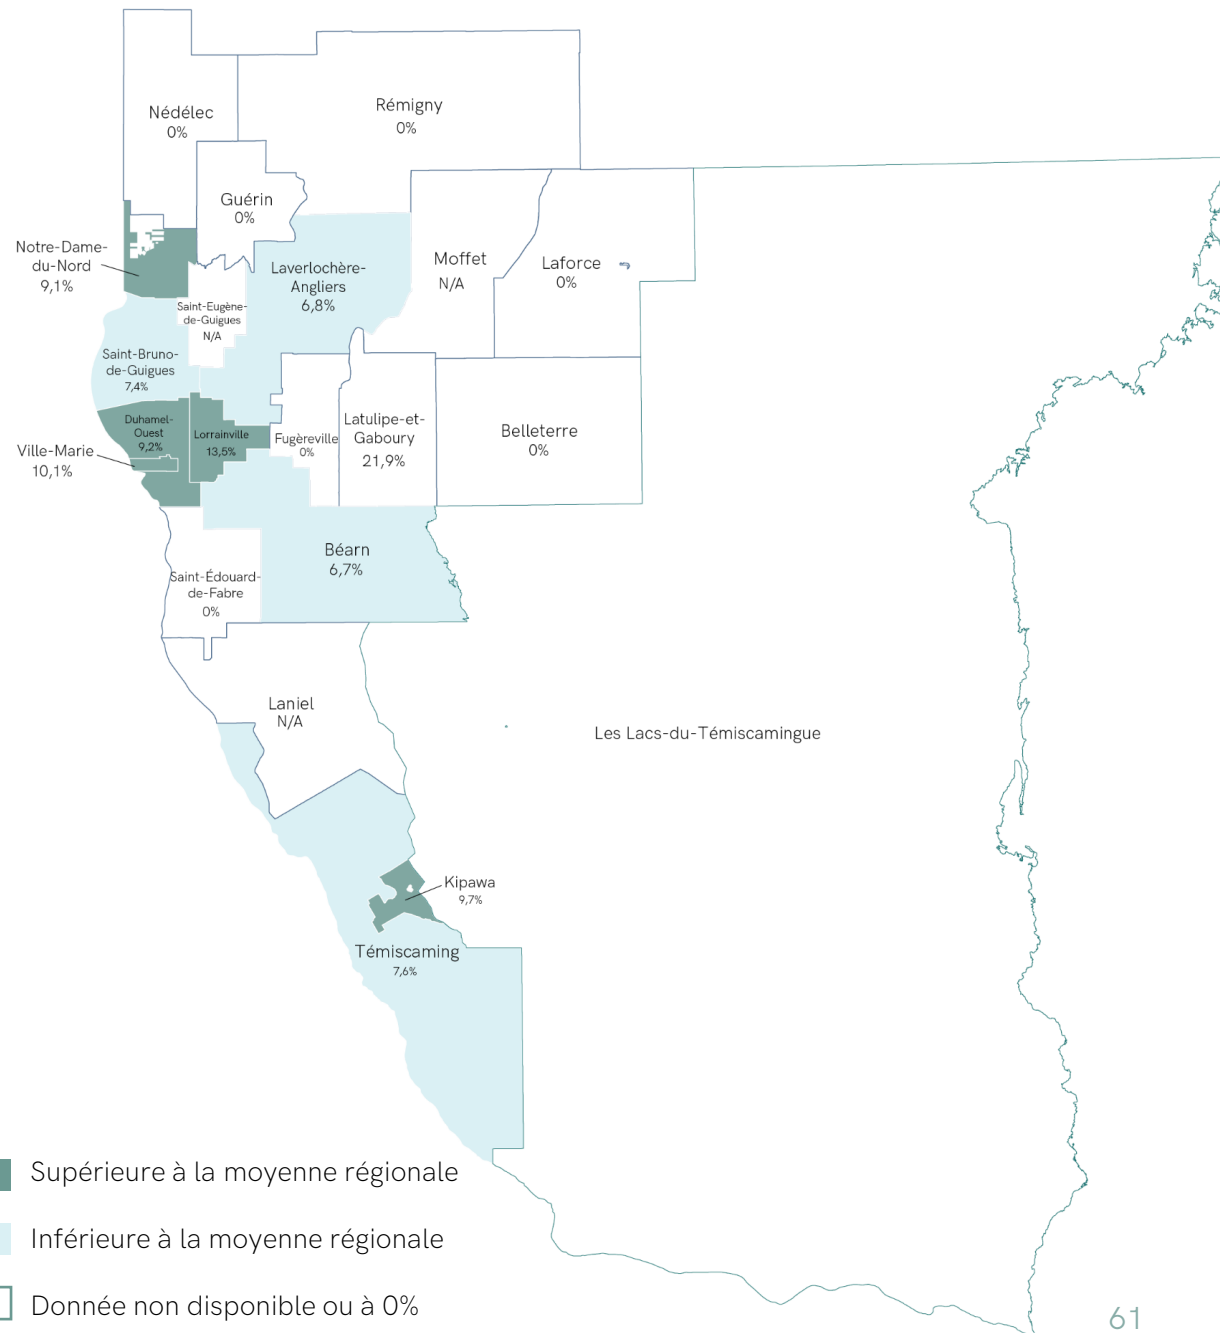 Nédélec
0%
Rémigny
0%
Guérin
0%
Notre-Dame-
du-Nord
9,1%
Laverlochère-
Angliers
6,8%
Moffet
N/A
Laforce
0%
Saint-Eugène-
de-Guigues
N/A
Saint-Bruno-
de-Guigues
7,4%
Duhamel-
Ouest
9,2%
Lorrainville
13,5%
Fugèreville
0%
Latulipe-et-
Gaboury
21,9%
Belleterre
0%
Ville-Marie
10,1%
Béarn
6,7%
Saint-Édouard-
de-Fabre
0%
Laniel
N/A
Les Lacs-du-Témiscamingue
Kipawa
9,7%
Témiscaming
7,6%
Supérieure à la moyenne régionale
Inférieure à la moyenne régionale
Donnée non disponible ou à 0%
61